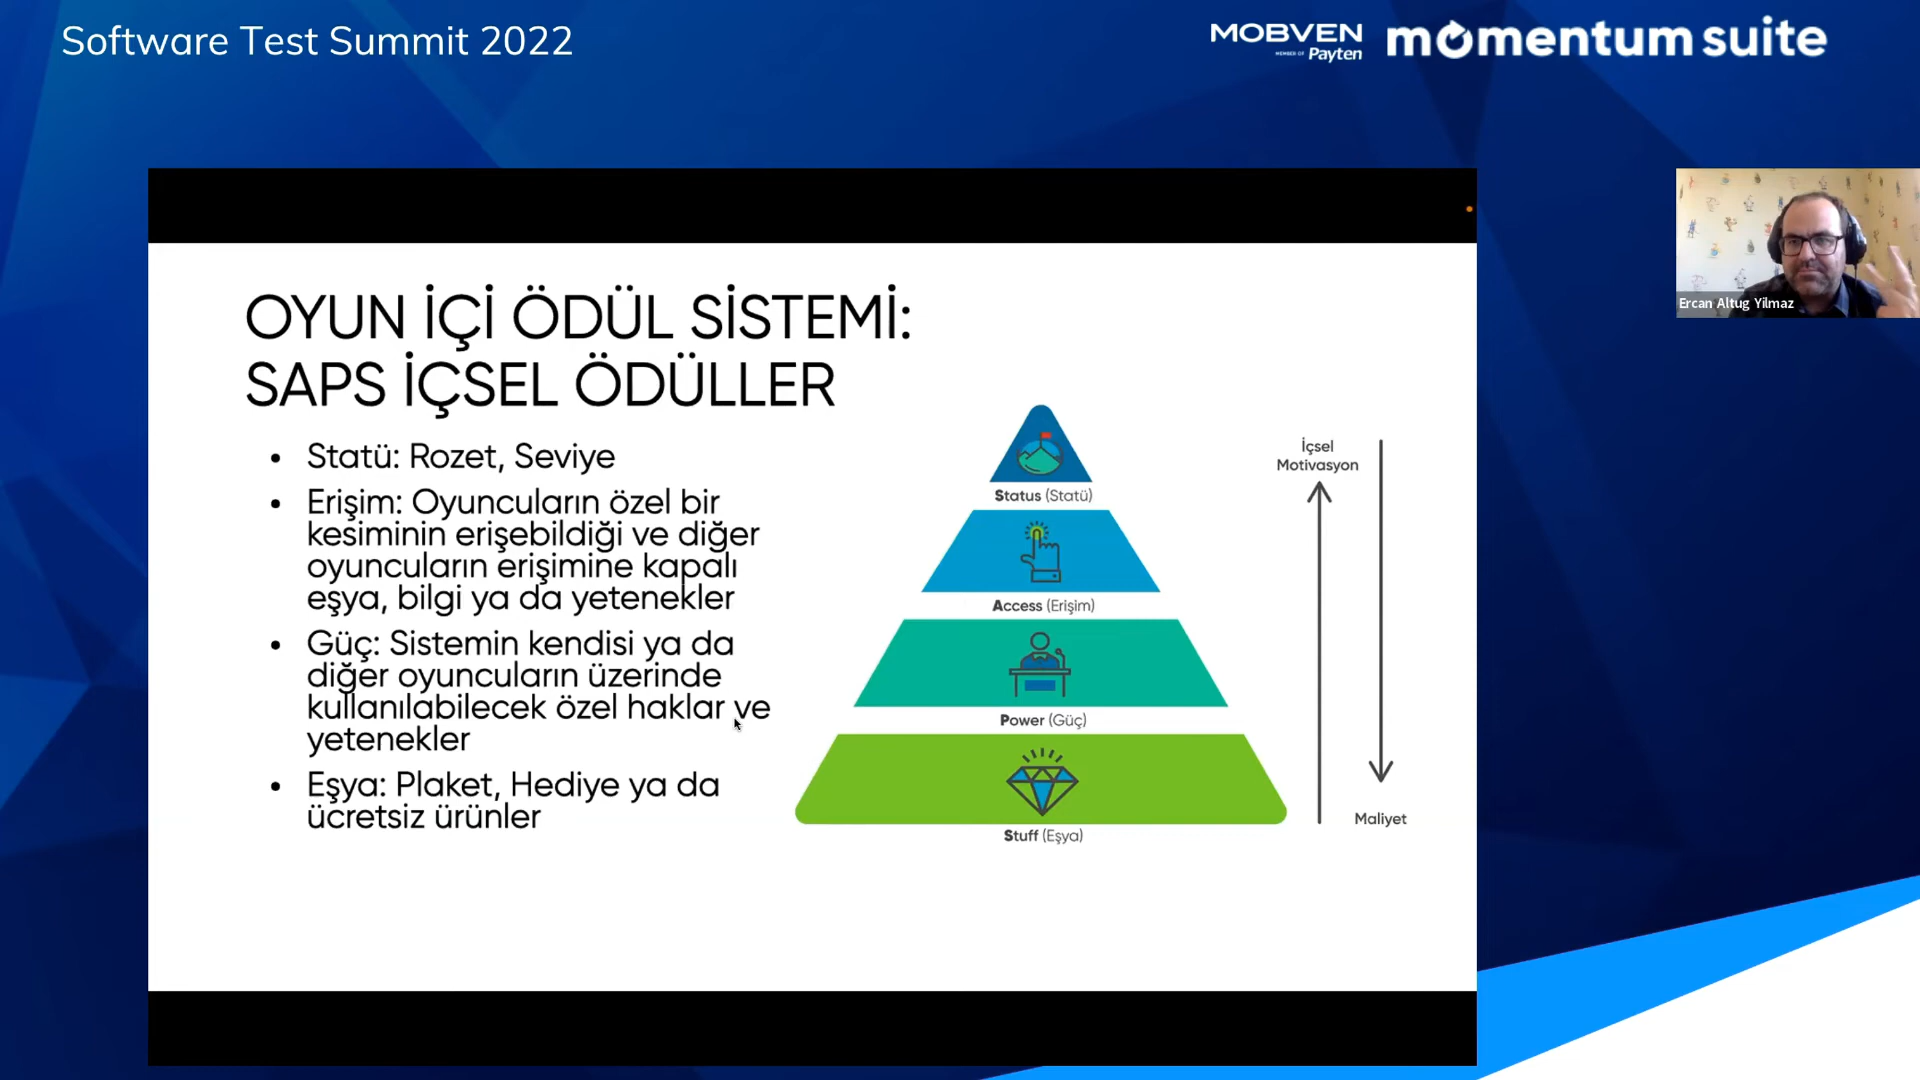 Software Test Summit 2022
MOBVEN
MEMBER OF Payten
momentum suite
Ercan Altug Yilmaz
OYUN İÇİ ÖDÜL SİSTEMİ:
SAPS İÇSEL ÖDÜLLER
• Statü: Rozet, Seviye
• Erişim: Oyuncuların özel bir
kesiminin erişebildiği ve diğer
oyuncuların erişimine kapalı
eşya, bilgi ya da yetenekler
• Güç: Sistemin kendisi ya da
diğer oyuncuların üzerinde
kullanılabilecek özel haklar ve
yetenekler
• Eşya: Plaket, Hediye ya da
ücretsiz ürünler
Status (Statü)
Access (Erişim)
Power (Güç)
Stuff (Eşya)
İçsel
Motivasyon
Maliyet